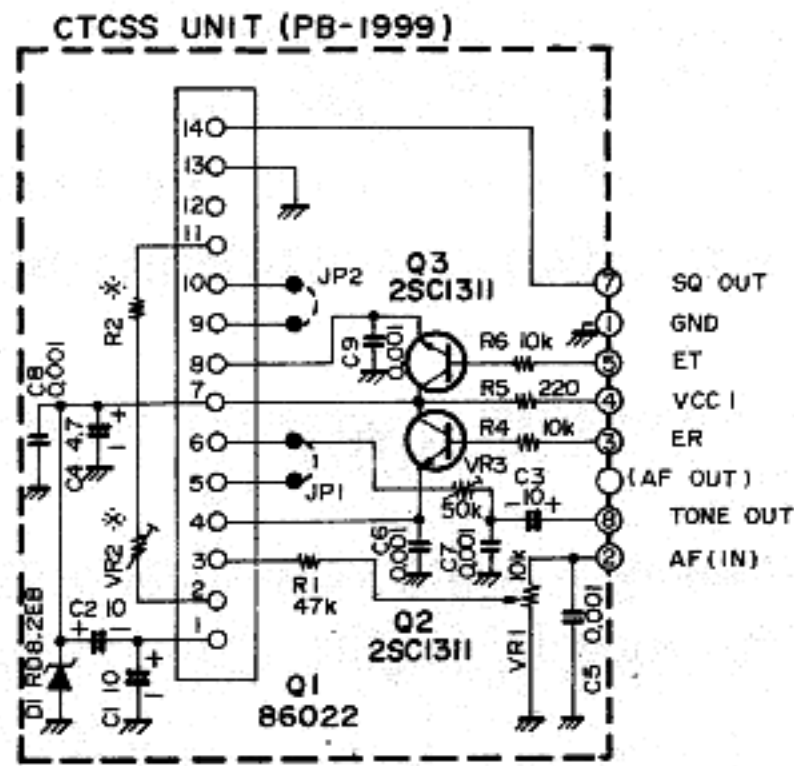 CTCSS UNIT (PB-1999)
14
13
12
11
10
9
8
7
6
5
4
3
2
1
JP2
JP1
Q3
2SC1311
R2 ※
VR2 ※
C8
0.001
C4 4.7
+
-
C9
0.001
R6 10k
R5 220
R4 10k
VR3
50k
C3
-10+
C6
0.001
C7
0.001
R1
47k
Q2
2SC1311
10k
VR1
C5 0.001
C2 10
+ -
C1 10
+
-
D1 RD8.2EB
Q1
86022
7 SQ OUT
1 GND
5 ET
4 VCC 1
3 ER
(AF OUT)
8 TONE OUT
2 AF(IN)